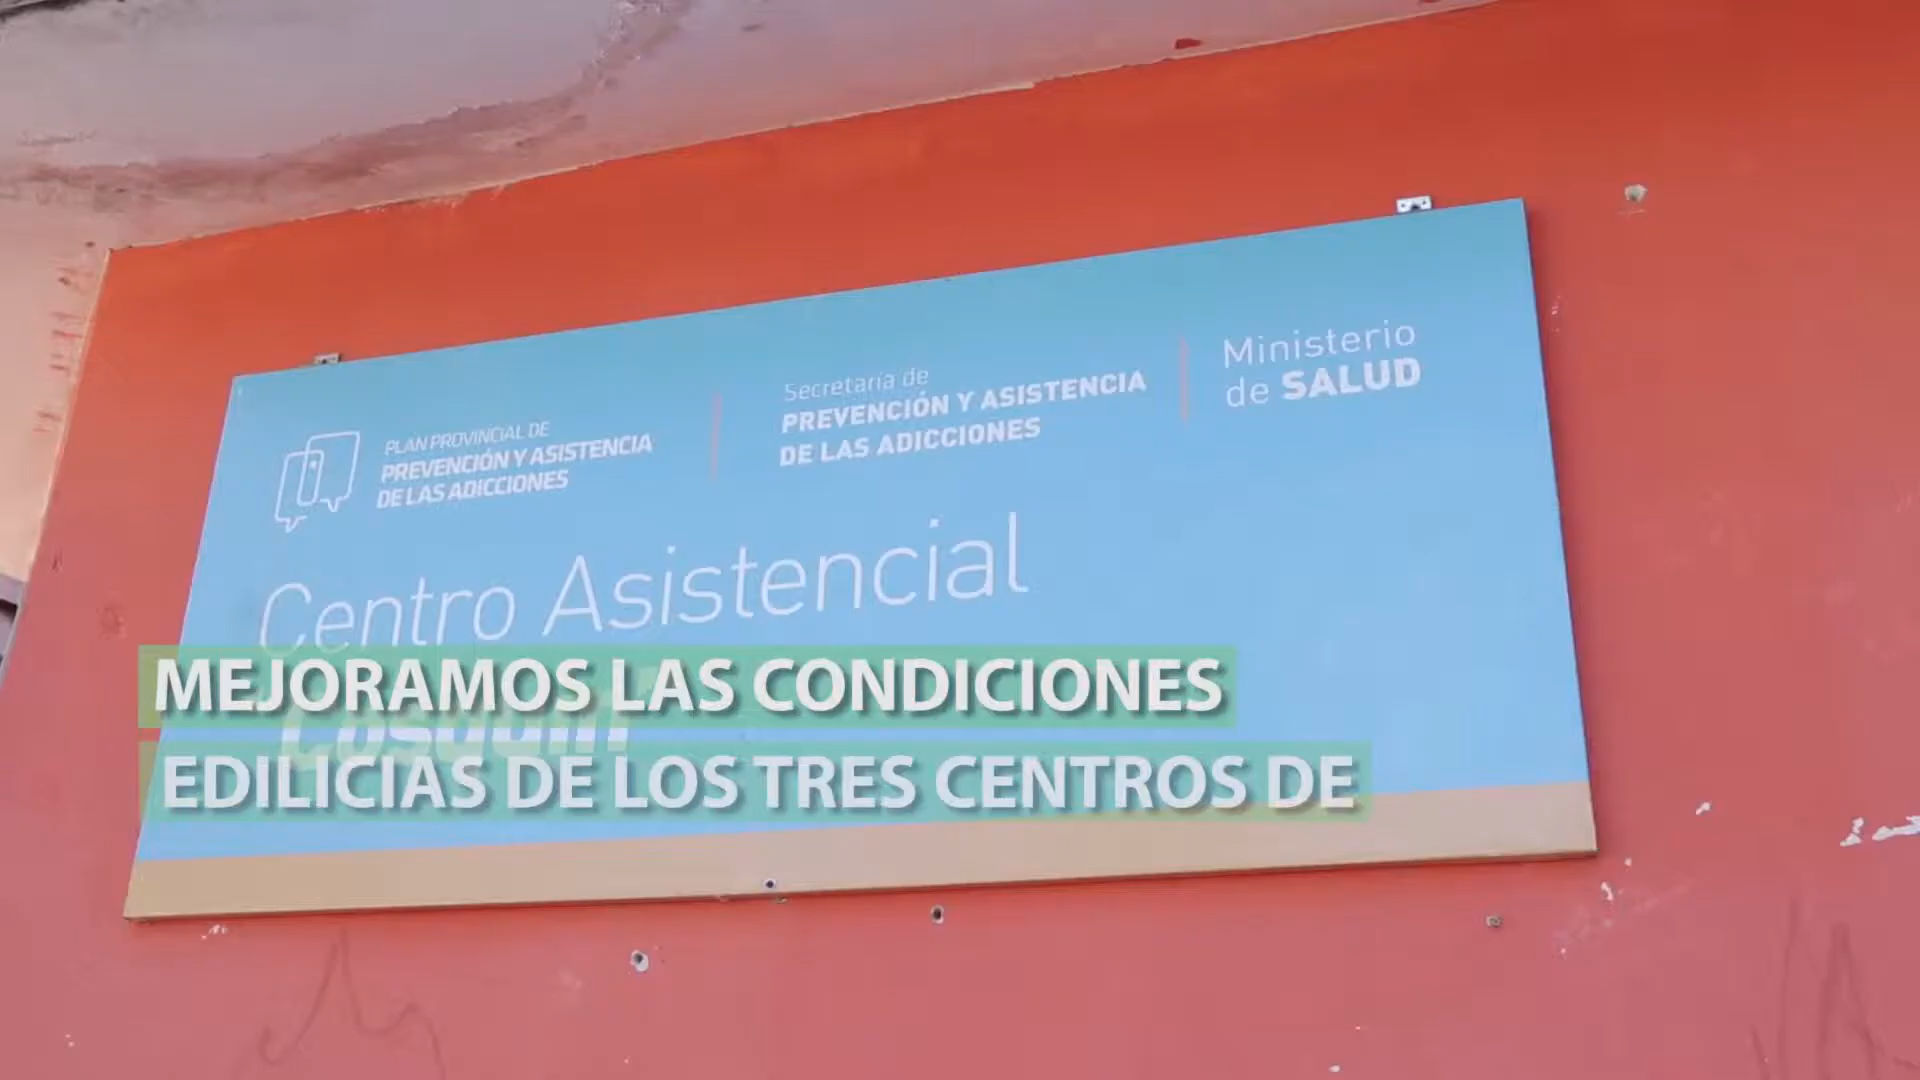 PLAN PROVINCIAL DE
PREVENCIÓN Y ASISTENCIA
DE LAS ADICCIONES
Secretaría de
PREVENCIÓN Y ASISTENCIA
DE LAS ADICCIONES
Ministerio
de SALUD
Centro Asistencial
Cosquín
MEJORAMOS LAS CONDICIONES
EDILICIAS DE LOS TRES CENTROS DE